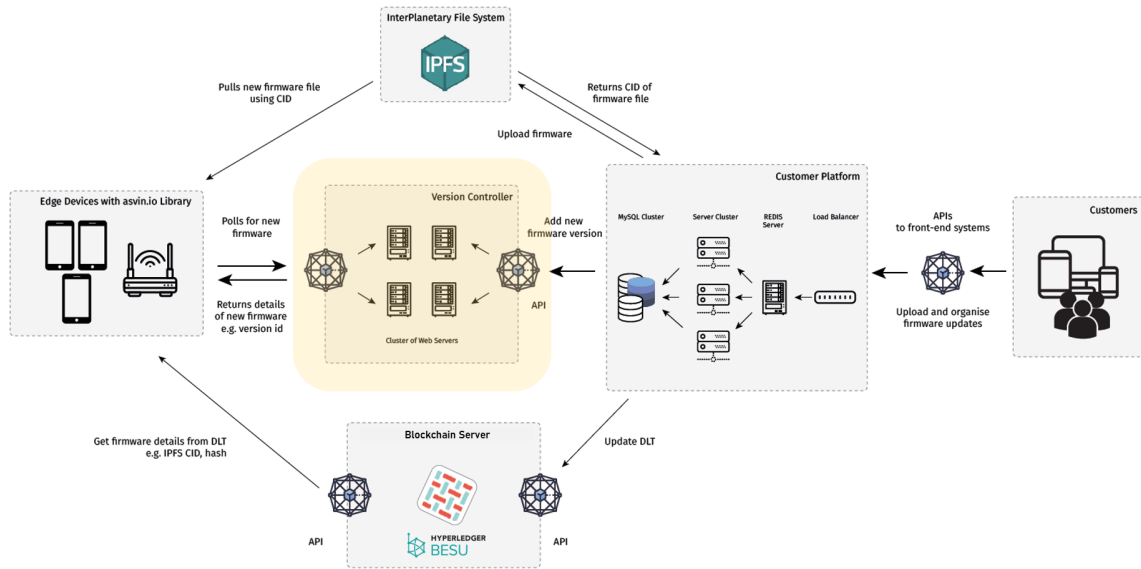 InterPlanetary File System
IPFS
Pulls new firmware file
using CID
Returns CID of
firmware file
Upload firmware
Edge Devices with asvin.io Library
Polls for new
firmware
Returns details
of new firmware
e.g. version id
Version Controller
Cluster of Web Servers
API
Add new
firmware version
Customer Platform
MySQL Cluster
Server Cluster
REDIS
Server
Load Balancer
APIs
to front-end systems
Upload and organise
firmware updates
Customers
Get firmware details from DLT
e.g. IPFS CID, hash
Update DLT
Blockchain Server
API
HYPERLEDGER
BESU
API